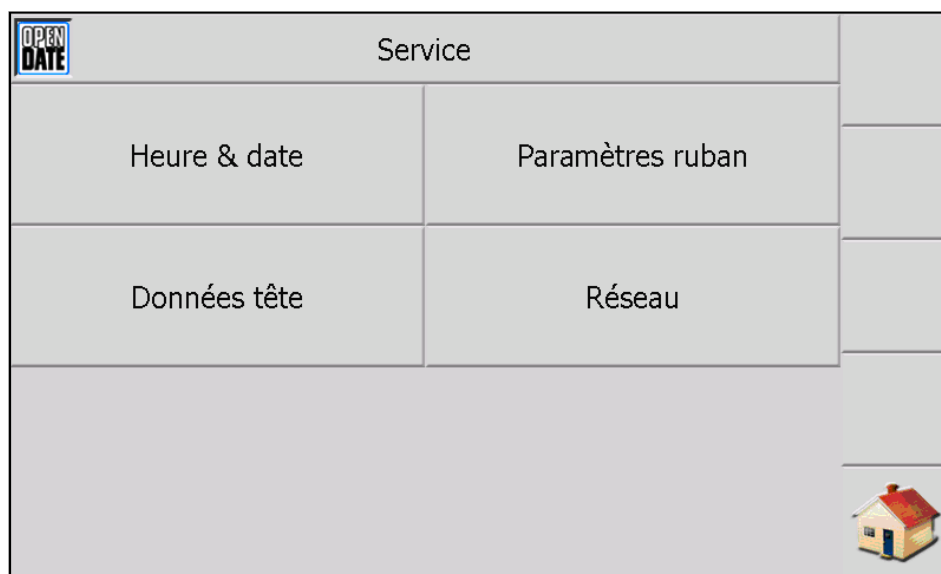 OPEN
DATE
Service
Heure & date
Paramètres ruban
Données tête
Réseau